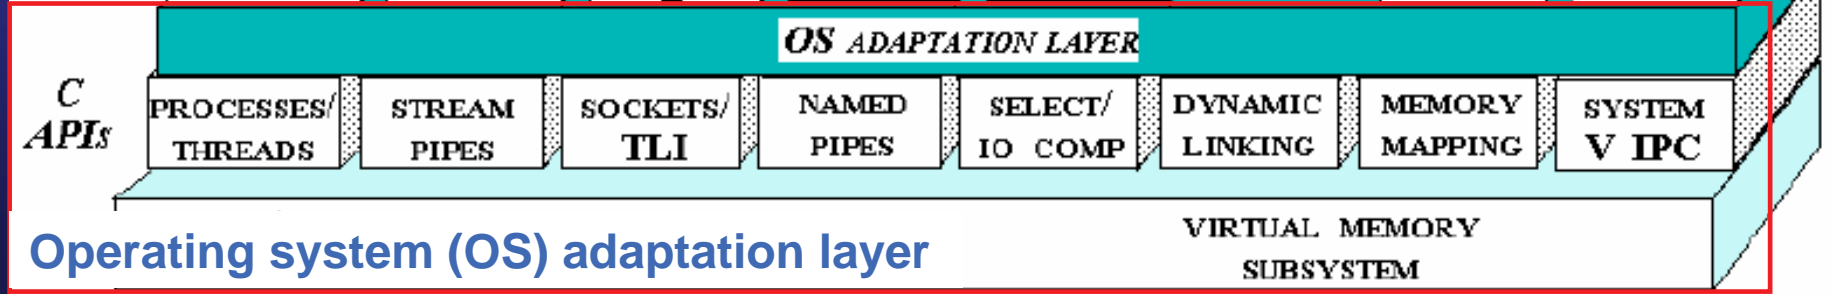 OS ADAPTATION LAYER
C
APIs
PROCESSES/
THREADS
STREAM
PIPES
SOCKETS/
TLI
NAMED
PIPES
SELECT/
IO COMP
DYNAMIC
LINKING
MEMORY
MAPPING
SYSTEM
V IPC
VIRTUAL MEMORY
SUBSYSTEM
Operating system (OS) adaptation layer